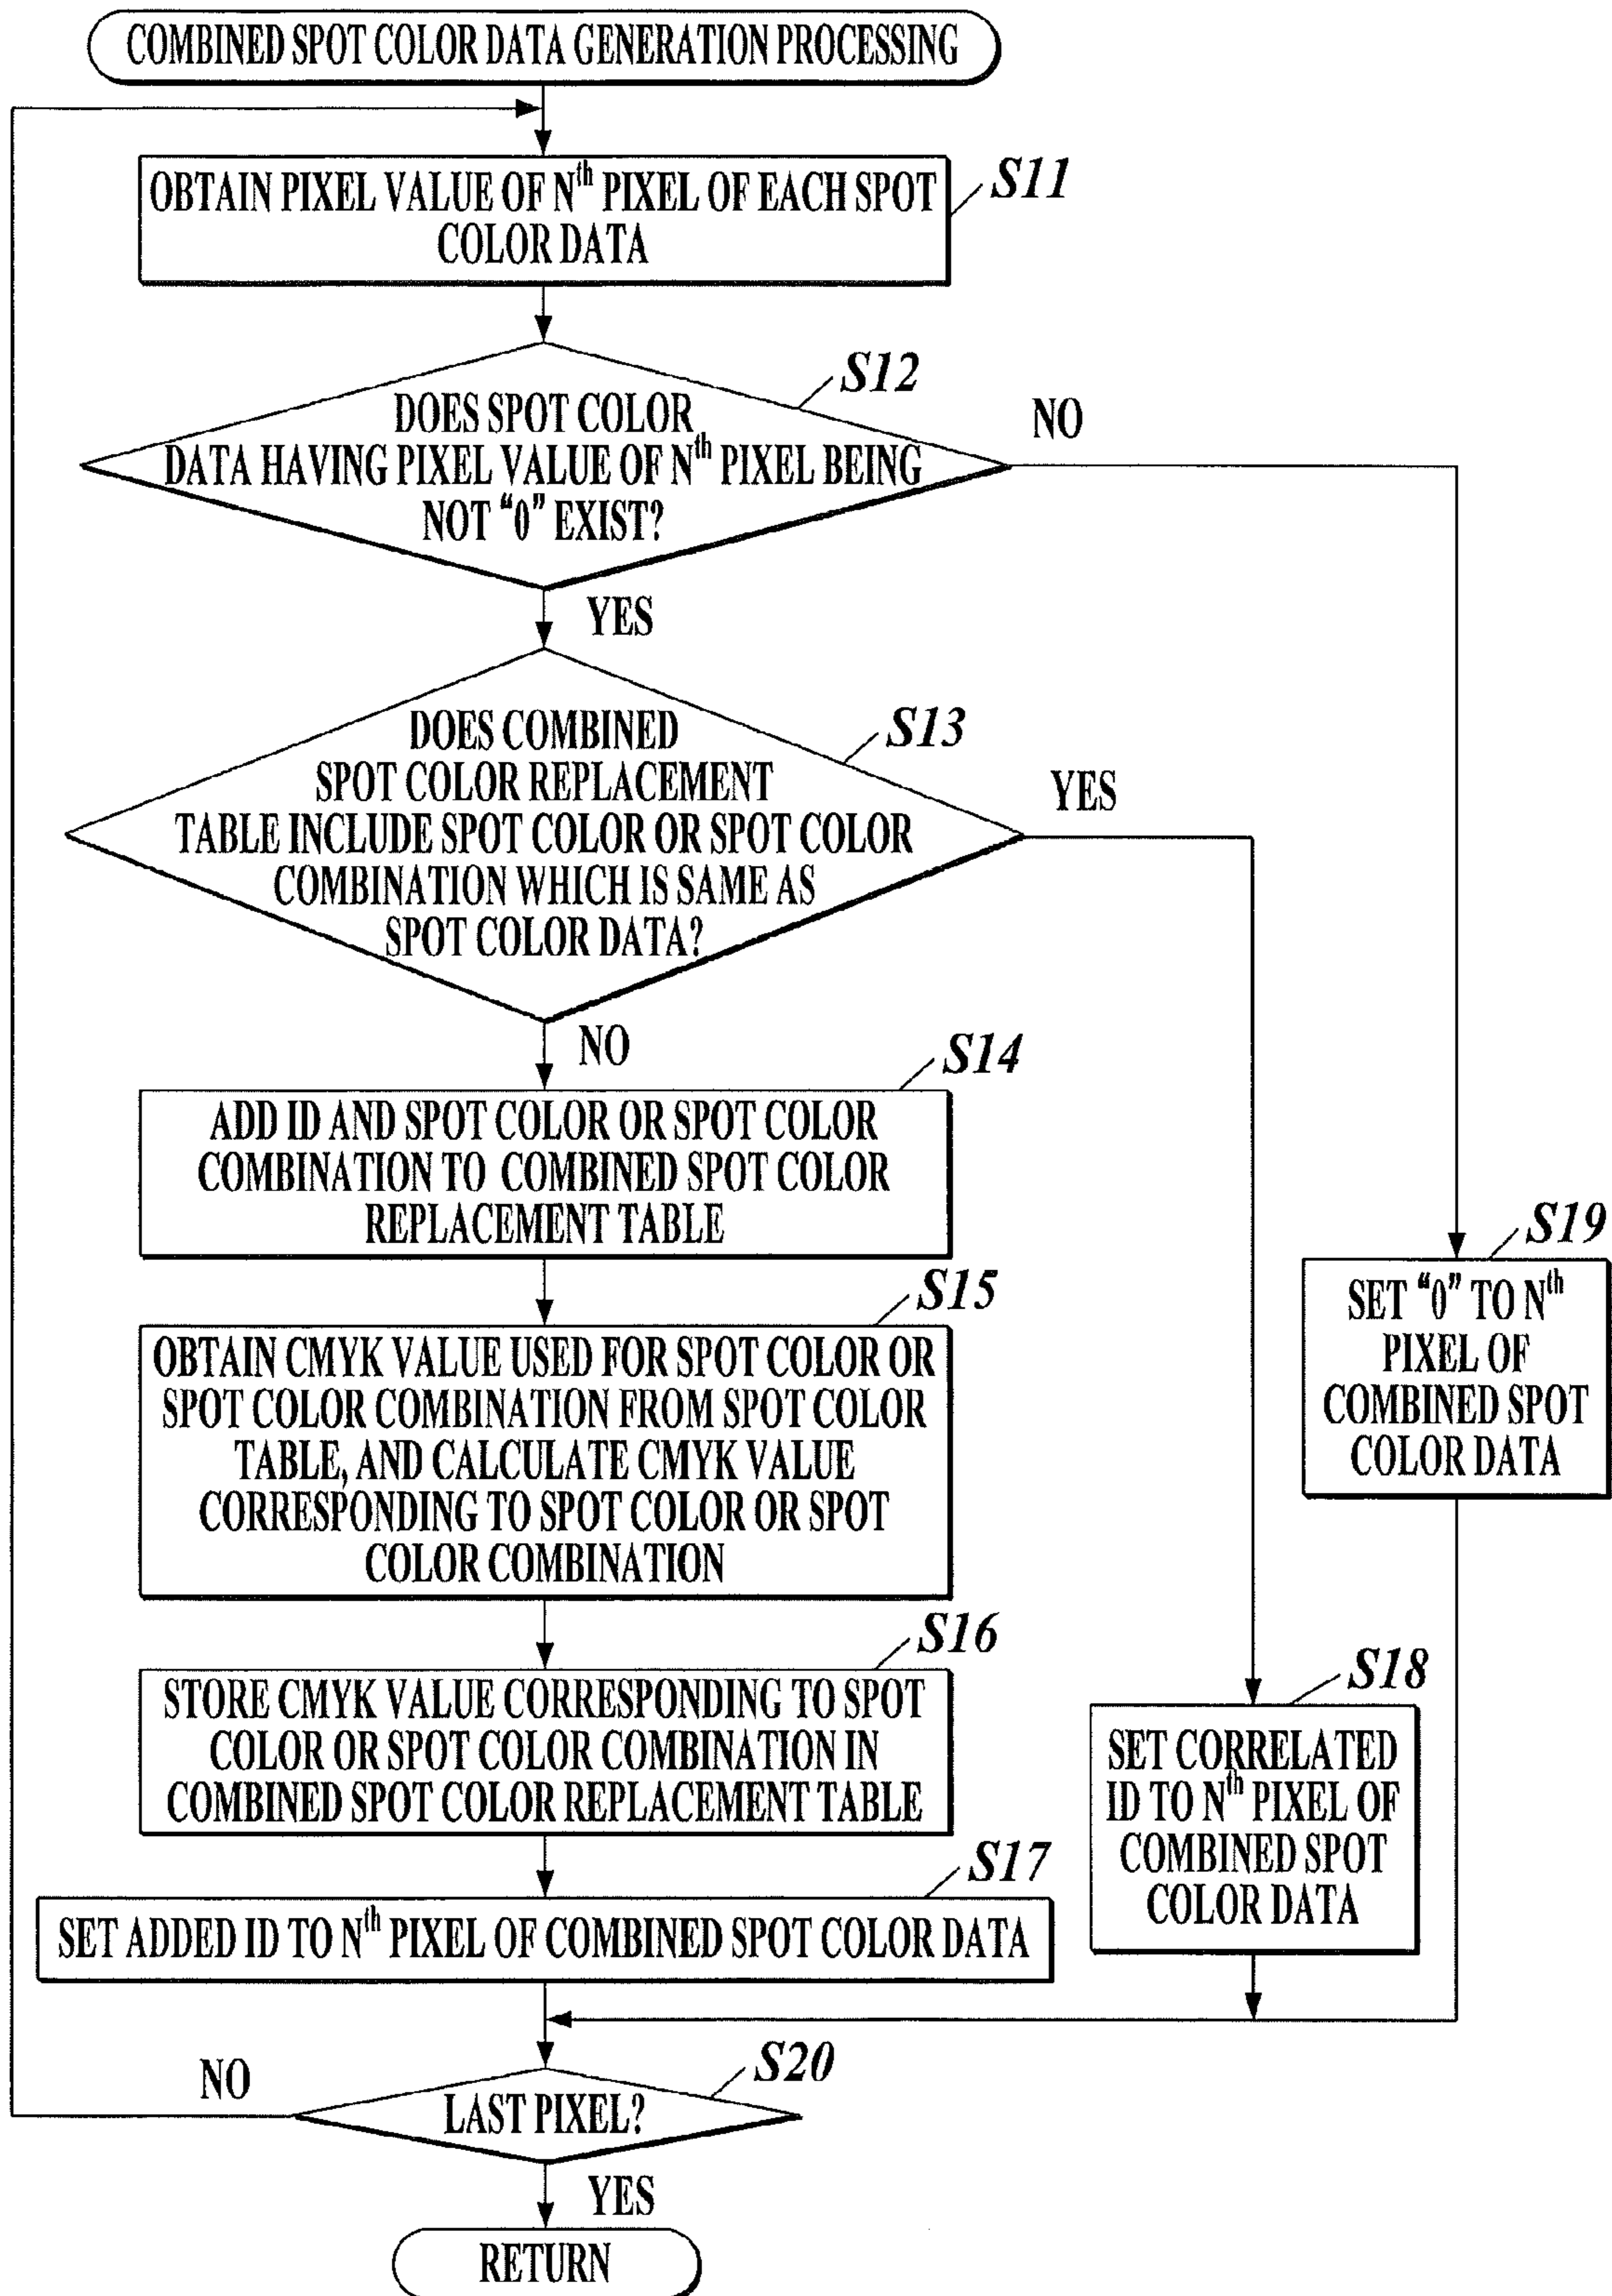 COMBINED SPOT COLOR DATA GENERATION PROCESSING
S11
OBTAIN PIXEL VALUE OF Nth PIXEL OF EACH SPOT
COLOR DATA
S12
DOES SPOT COLOR
DATA HAVING PIXEL VALUE OF Nth PIXEL BEING
NOT “0” EXIST?
NO
YES
S13
DOES COMBINED
SPOT COLOR REPLACEMENT
TABLE INCLUDE SPOT COLOR OR SPOT COLOR
COMBINATION WHICH IS SAME AS
SPOT COLOR DATA?
YES
NO
S14
ADD ID AND SPOT COLOR OR SPOT COLOR
COMBINATION TO COMBINED SPOT COLOR
REPLACEMENT TABLE
S15
OBTAIN CMYK VALUE USED FOR SPOT COLOR OR
SPOT COLOR COMBINATION FROM SPOT COLOR
TABLE, AND CALCULATE CMYK VALUE
CORRESPONDING TO SPOT COLOR OR SPOT
COLOR COMBINATION
S16
STORE CMYK VALUE CORRESPONDING TO SPOT
COLOR OR SPOT COLOR COMBINATION IN
COMBINED SPOT COLOR REPLACEMENT TABLE
S17
SET ADDED ID TO Nth PIXEL OF COMBINED SPOT COLOR DATA
S18
SET CORRELATED
ID TO Nth PIXEL OF
COMBINED SPOT
COLOR DATA
S19
SET “0” TO Nth
PIXEL OF
COMBINED SPOT
COLOR DATA
S20
LAST PIXEL?
NO
YES
RETURN